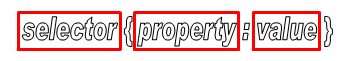 selector { property : value }